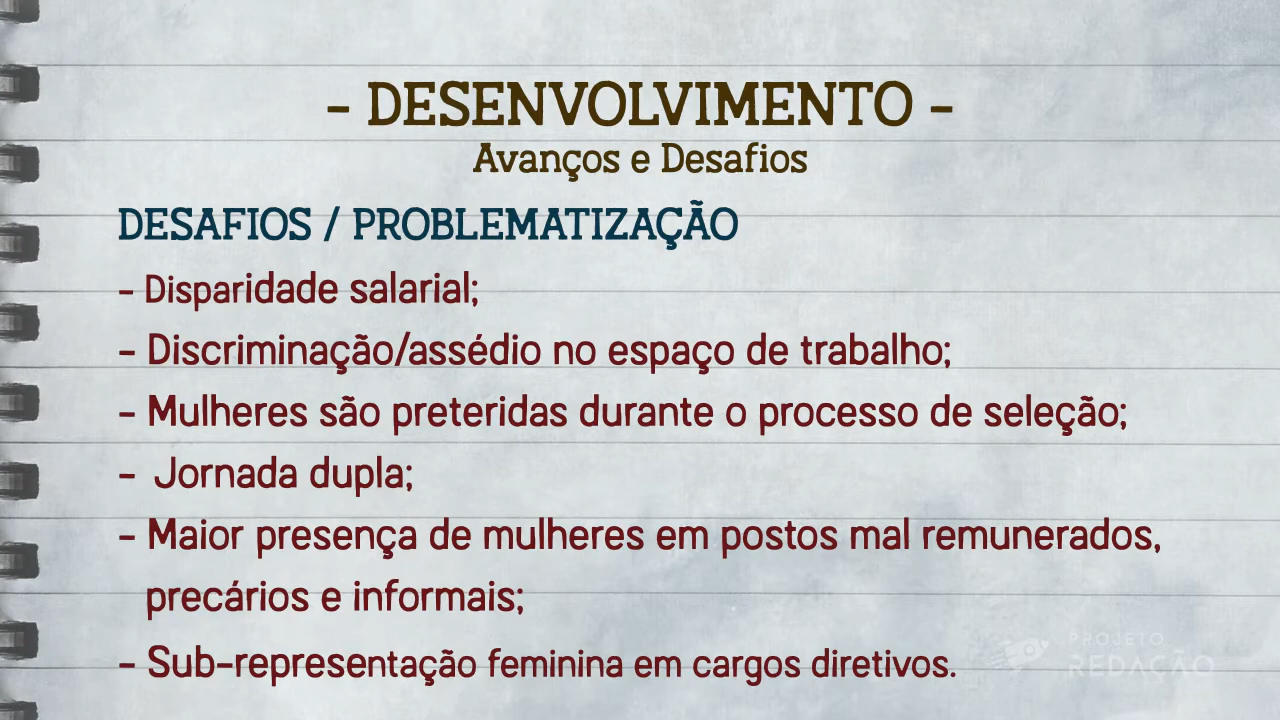 - DESENVOLVIMENTO -
Avanços e Desafios
DESAFIOS / PROBLEMATIZAÇÃO
- Disparidade salarial;
- Discriminação/assédio no espaço de trabalho;
- Mulheres são preteridas durante o processo de seleção;
- Jornada dupla;
- Maior presença de mulheres em postos mal remunerados,
precários e informais;
- Sub-representação feminina em cargos diretivos.
PROJETO
REDAÇÃO